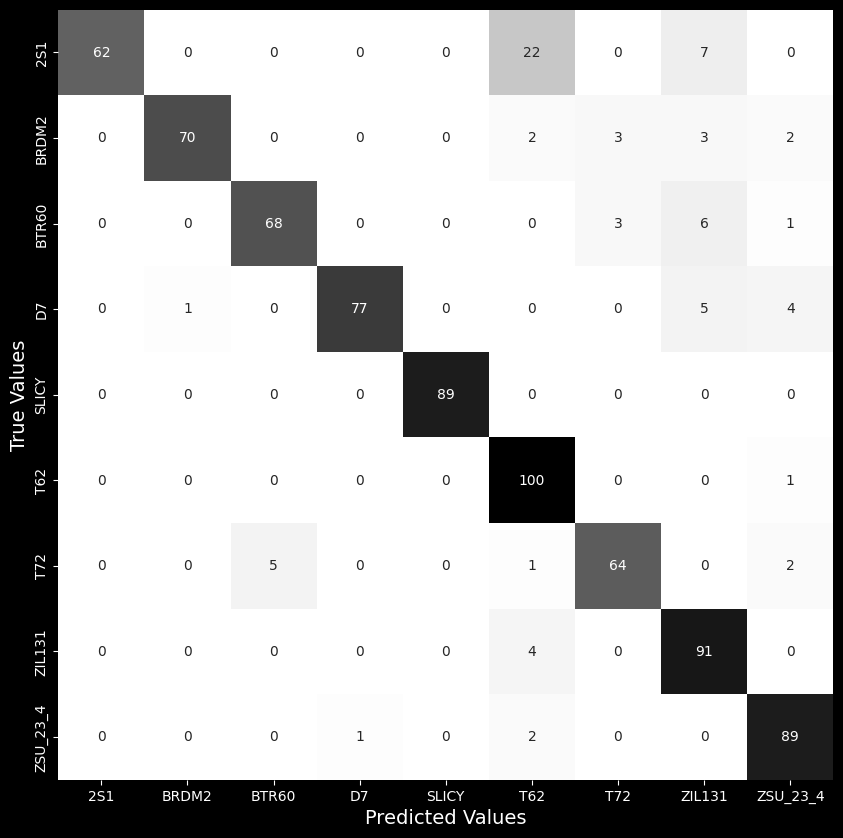 True Values
2S1 62 0 0 0 0 22 0 7 0
BRDM2 0 70 0 0 0 2 3 3 2
BTR60 0 0 68 0 0 0 3 6 1
D7 0 1 0 77 0 0 0 5 4
SLICY 0 0 0 0 89 0 0 0 0
T62 0 0 0 0 0 100 0 0 1
T72 0 0 5 0 0 1 64 0 2
ZIL131 0 0 0 0 0 4 0 91 0
ZSU_23_4 0 0 0 1 0 2 0 0 89
2S1 BRDM2 BTR60 D7 SLICY T62 T72 ZIL131 ZSU_23_4
Predicted Values